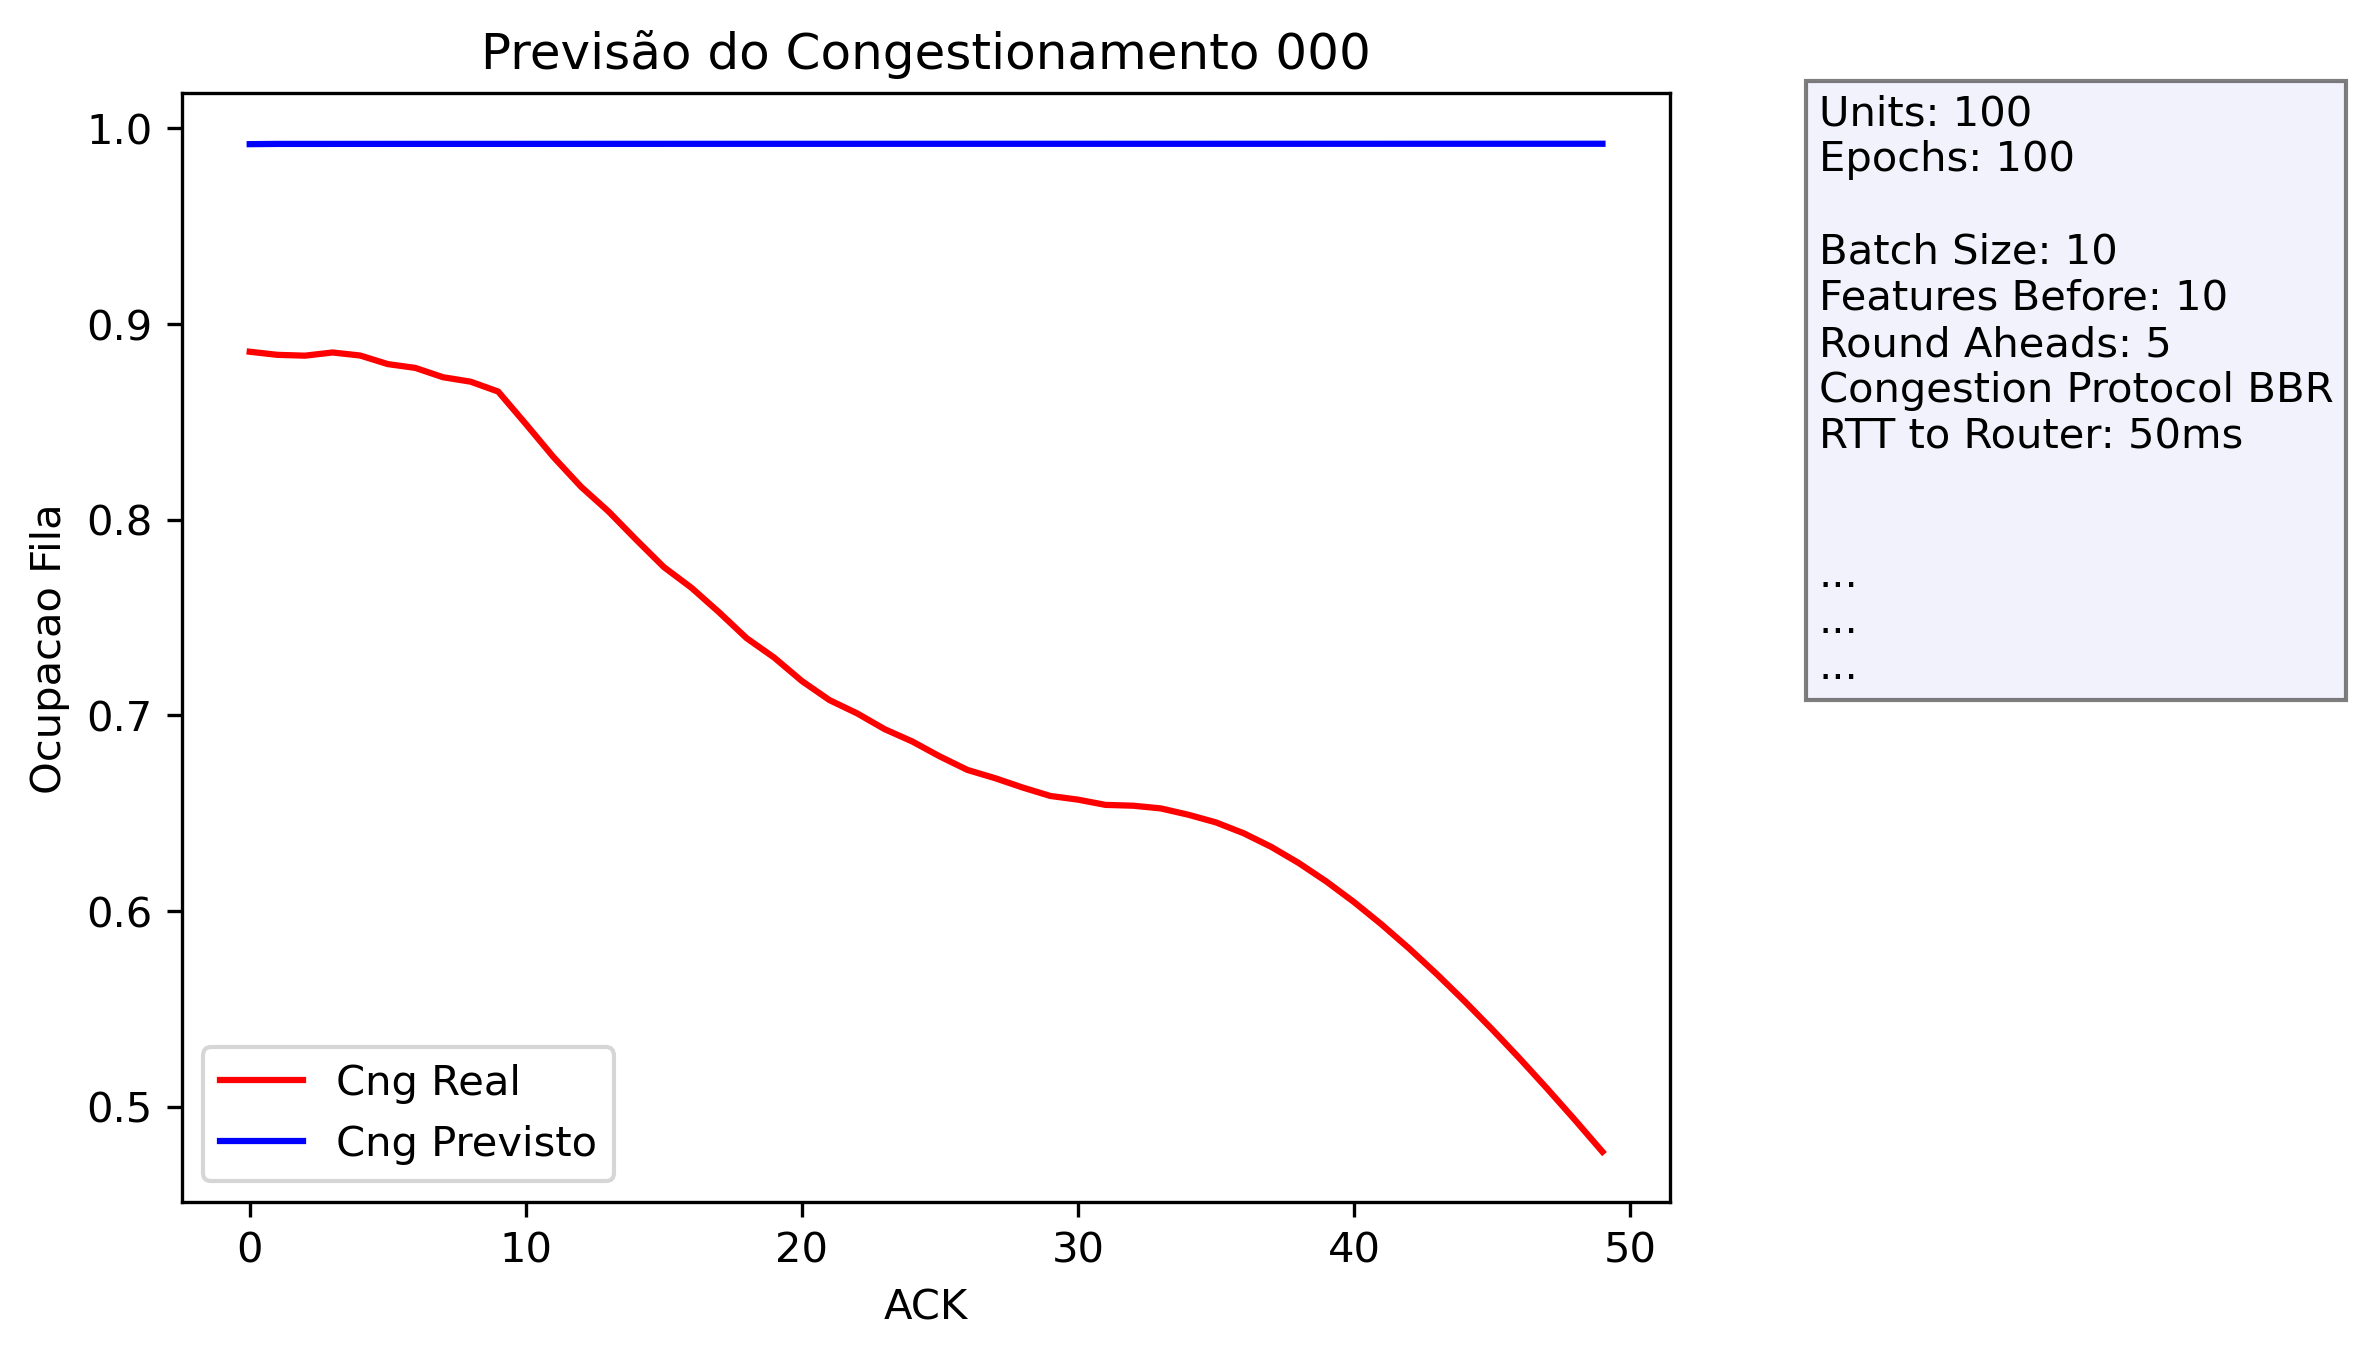 Previsão do Congestionamento 000
Ocupacao Fila
1.0
0.9
0.8
0.7
0.6
0.5
0 10 20 30 40 50
ACK
Cng Real
Cng Previsto
Units: 100
Epochs: 100
Batch Size: 10
Features Before: 10
Round Aheads: 5
Congestion Protocol BBR
RTT to Router: 50ms
...
...
...